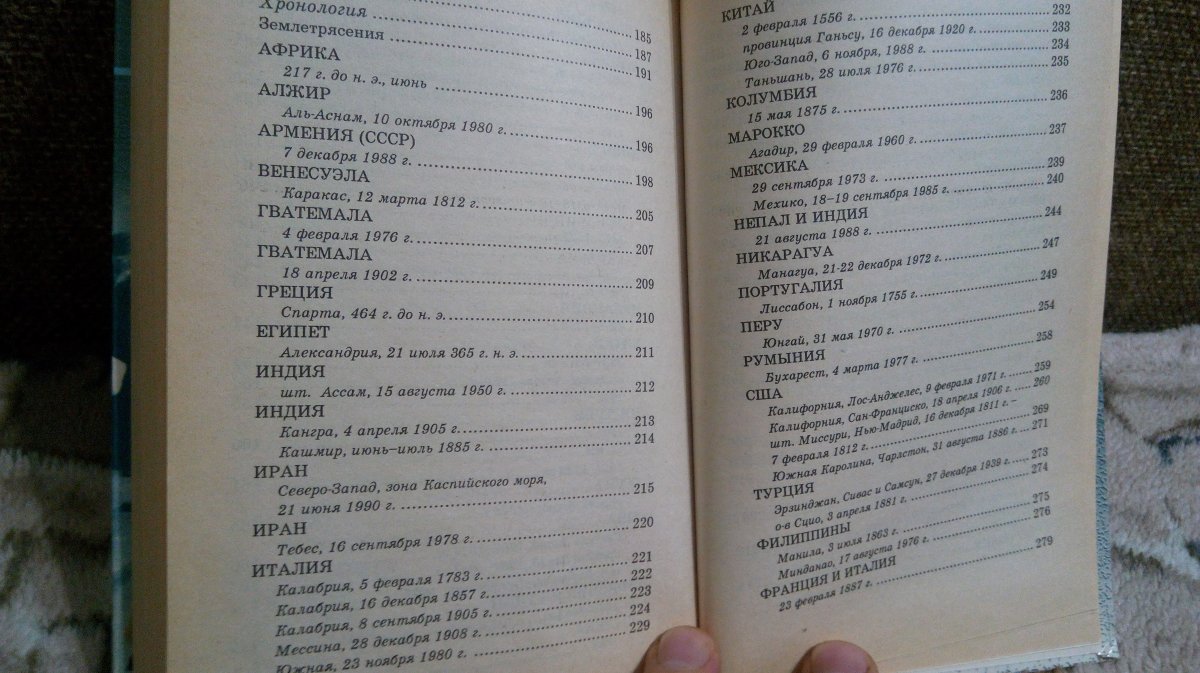 Хронология ..... 185
Землетрясения ..... 187
АФРИКА ..... 191
217 г. до н. э., июнь
АЛЖИР ..... 196
Аль-Аснам, 10 октября 1980 г.
АРМЕНИЯ (СССР) ..... 196
7 декабря 1988 г.
ВЕНЕСУЭЛА ..... 198
Каракас, 12 марта 1812 г.
ГВАТЕМАЛА ..... 205
4 февраля 1976 г.
ГВАТЕМАЛА ..... 207
18 апреля 1902 г. ..... 209
ГРЕЦИЯ
Спарта, 464 г. до н. э. ..... 210
ЕГИПЕТ
Александрия, 21 июля 365 г. н. э. ..... 211
ИНДИЯ
шт. Ассам, 15 августа 1950 г. ..... 212
ИНДИЯ
Кангра, 4 апреля 1905 г. ..... 213
Кашмир, июнь–июль 1885 г. ..... 214
ИРАН
Северо-Запад, зона Каспийского моря,
21 июня 1990 г. ..... 215
ИРАН
Тебес, 16 сентября 1978 г. ..... 220
ИТАЛИЯ
Калабрия, 5 февраля 1783 г. ..... 221
Калабрия, 16 декабря 1857 г. ..... 222
Калабрия, 8 сентября 1905 г. ..... 223
Мессина, 28 декабря 1908 г. ..... 224
Южная, 23 ноября 1980 г. ..... 229
КИТАЙ
2 февраля 1556 г. ..... 232
провинция Ганьсу, 16 декабря 1920 г. ..... 233
Юго-Запад, 6 ноября, 1988 г. ..... 234
Таньшань, 28 июля 1976 г. ..... 235
КОЛУМБИЯ
15 мая 1875 г. ..... 236
МАРОККО
Агадир, 29 февраля 1960 г. ..... 237
МЕКСИКА
29 сентября 1973 г. ..... 239
Мехико, 18–19 сентября 1985 г. ..... 240
НЕПАЛ И ИНДИЯ
21 августа 1988 г. ..... 244
НИКАРАГУА
Манагуа, 21-22 декабря 1972 г. ..... 247
ПОРТУГАЛИЯ
Лиссабон, 1 ноября 1755 г. ..... 249
ПЕРУ
Юнгай, 31 мая 1970 г. ..... 254
РУМЫНИЯ
Бухарест, 4 марта 1977 г. ..... 258
США
Калифорния, Лос-Анджелес, 9 февраля 1971 г. ..... 259
Калифорния, Сан-Франциско, 18 апреля 1906 г. ..... 260
шт. Миссури, Нью-Мадрид, 16 декабря 1811 г. –
7 февраля 1812 г. ..... 269
Южная Каролина, Чарлстон, 31 августа 1886 г. ..... 271
ТУРЦИЯ
Эрзинджан, Сивас и Самсун, 27 декабря 1939 г. ..... 273
о-в Сцио, 3 апреля 1881 г. ..... 274
ФИЛИППИНЫ
Манила, 3 июля 1863 г. ..... 275
Минданао, 17 августа 1976 г. ..... 276
ФРАНЦИЯ И ИТАЛИЯ
23 февраля 1887 г. ..... 279